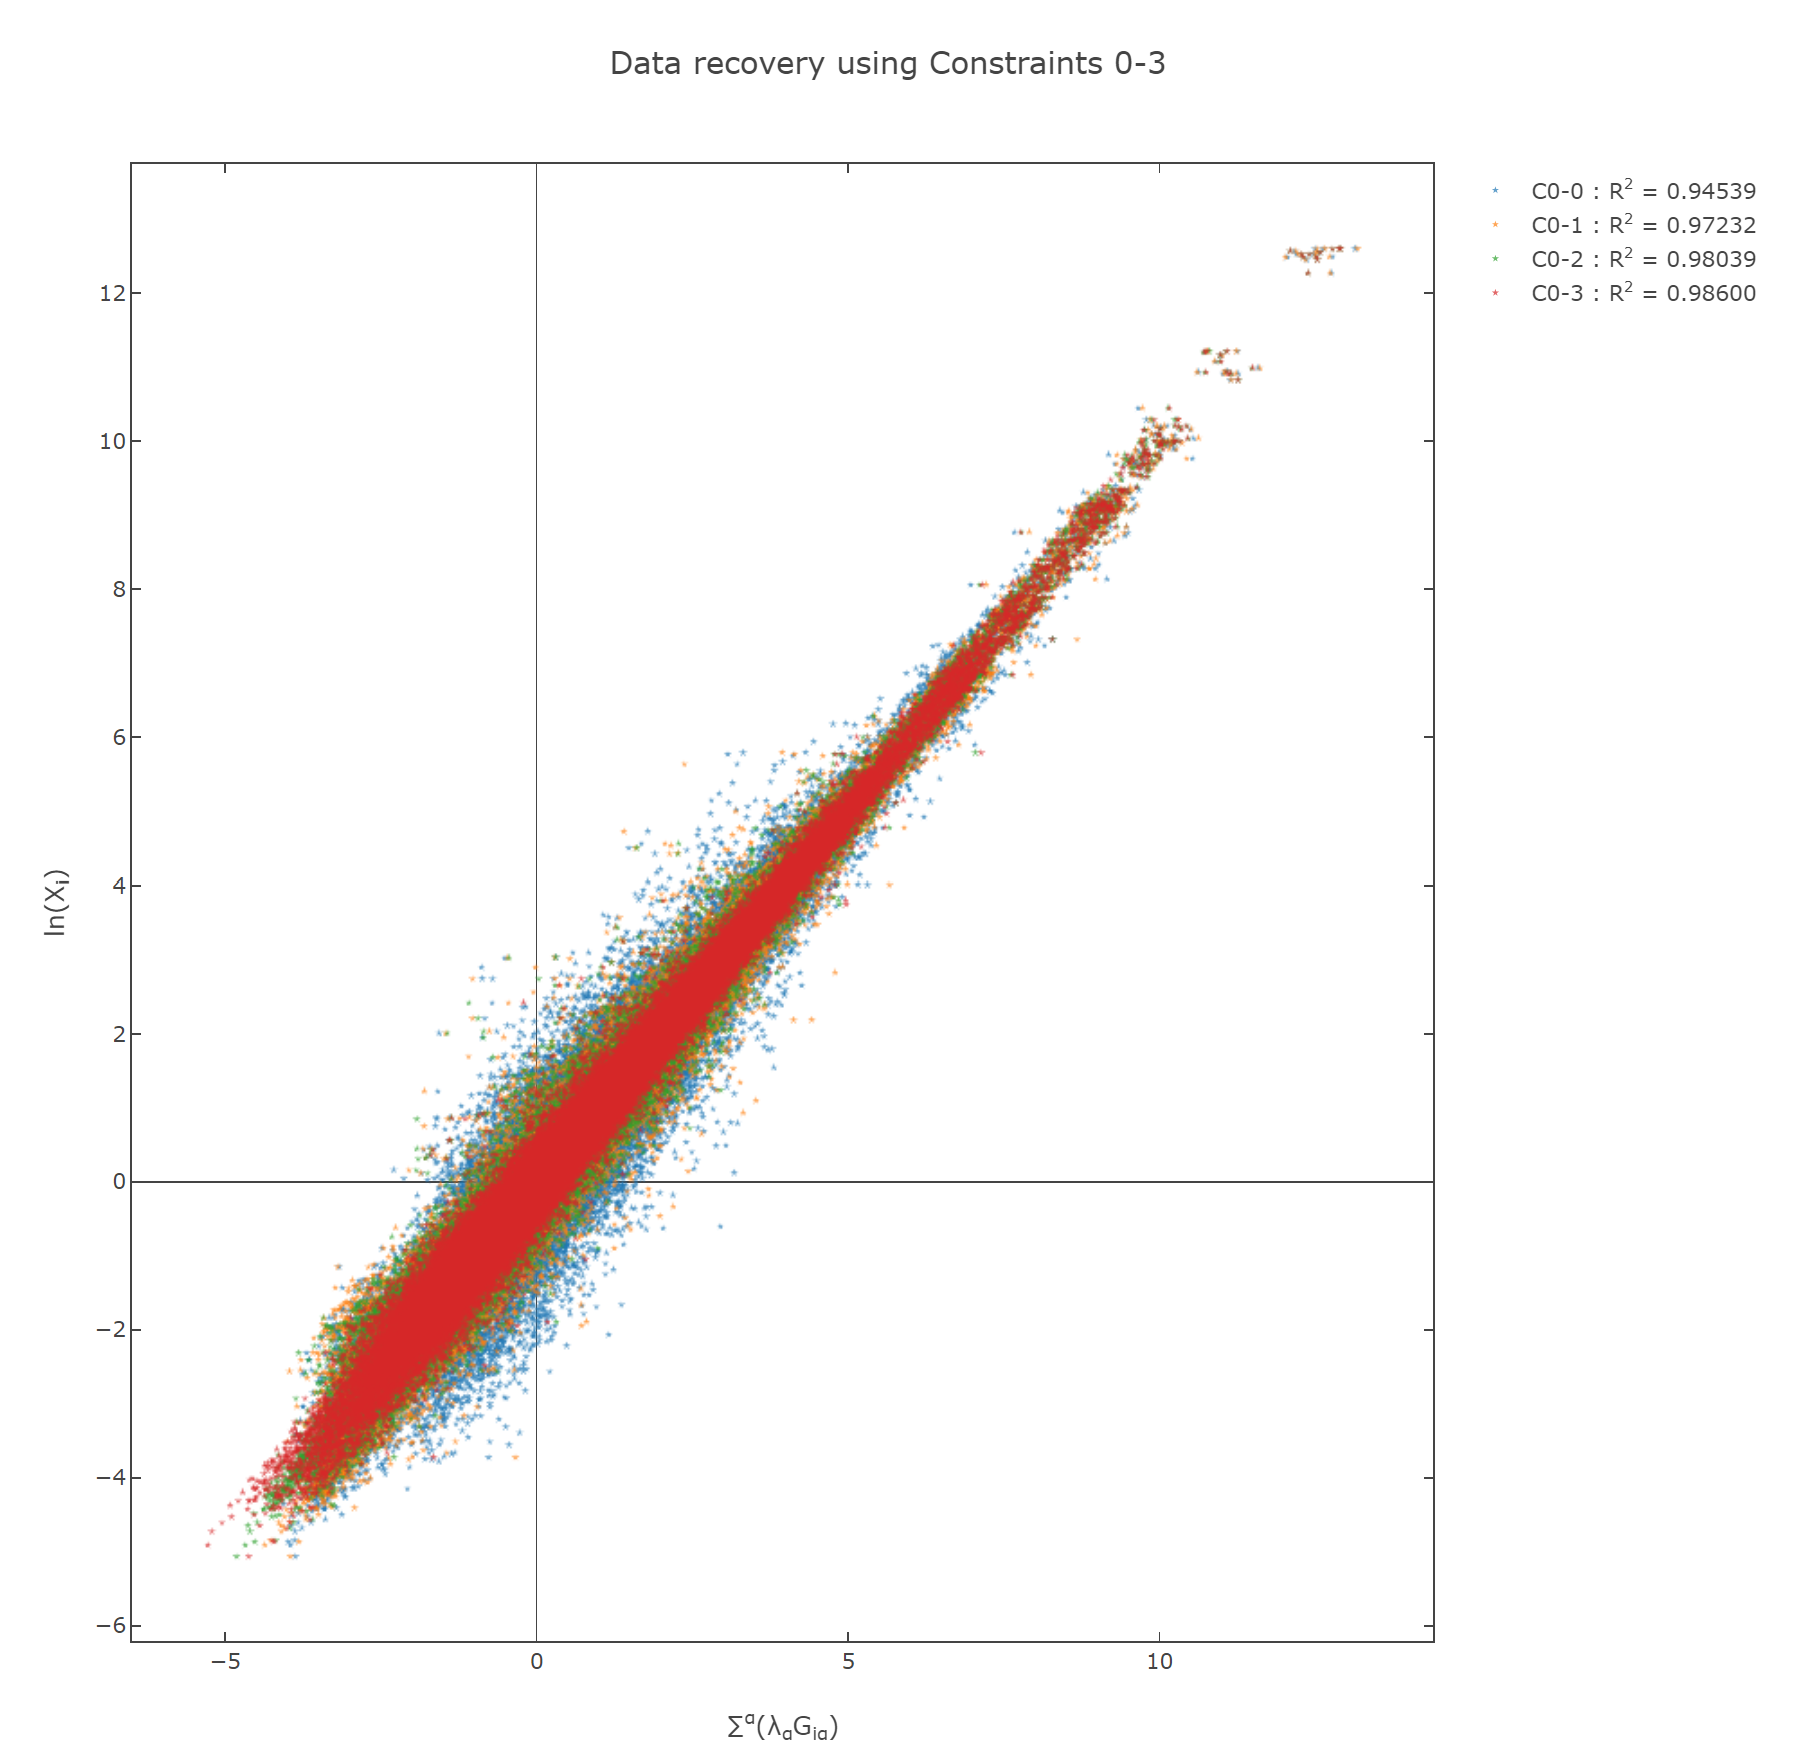 Data recovery using Constraints 0-3
C0-0 : R² = 0.94539
C0-1 : R² = 0.97232
C0-2 : R² = 0.98039
C0-3 : R² = 0.98600
12
10
8
6
4
2
0
−2
−4
−6
ln(Xᵢ)
−5 0 5 10
Σᵃ(λₐGᵢₐ)